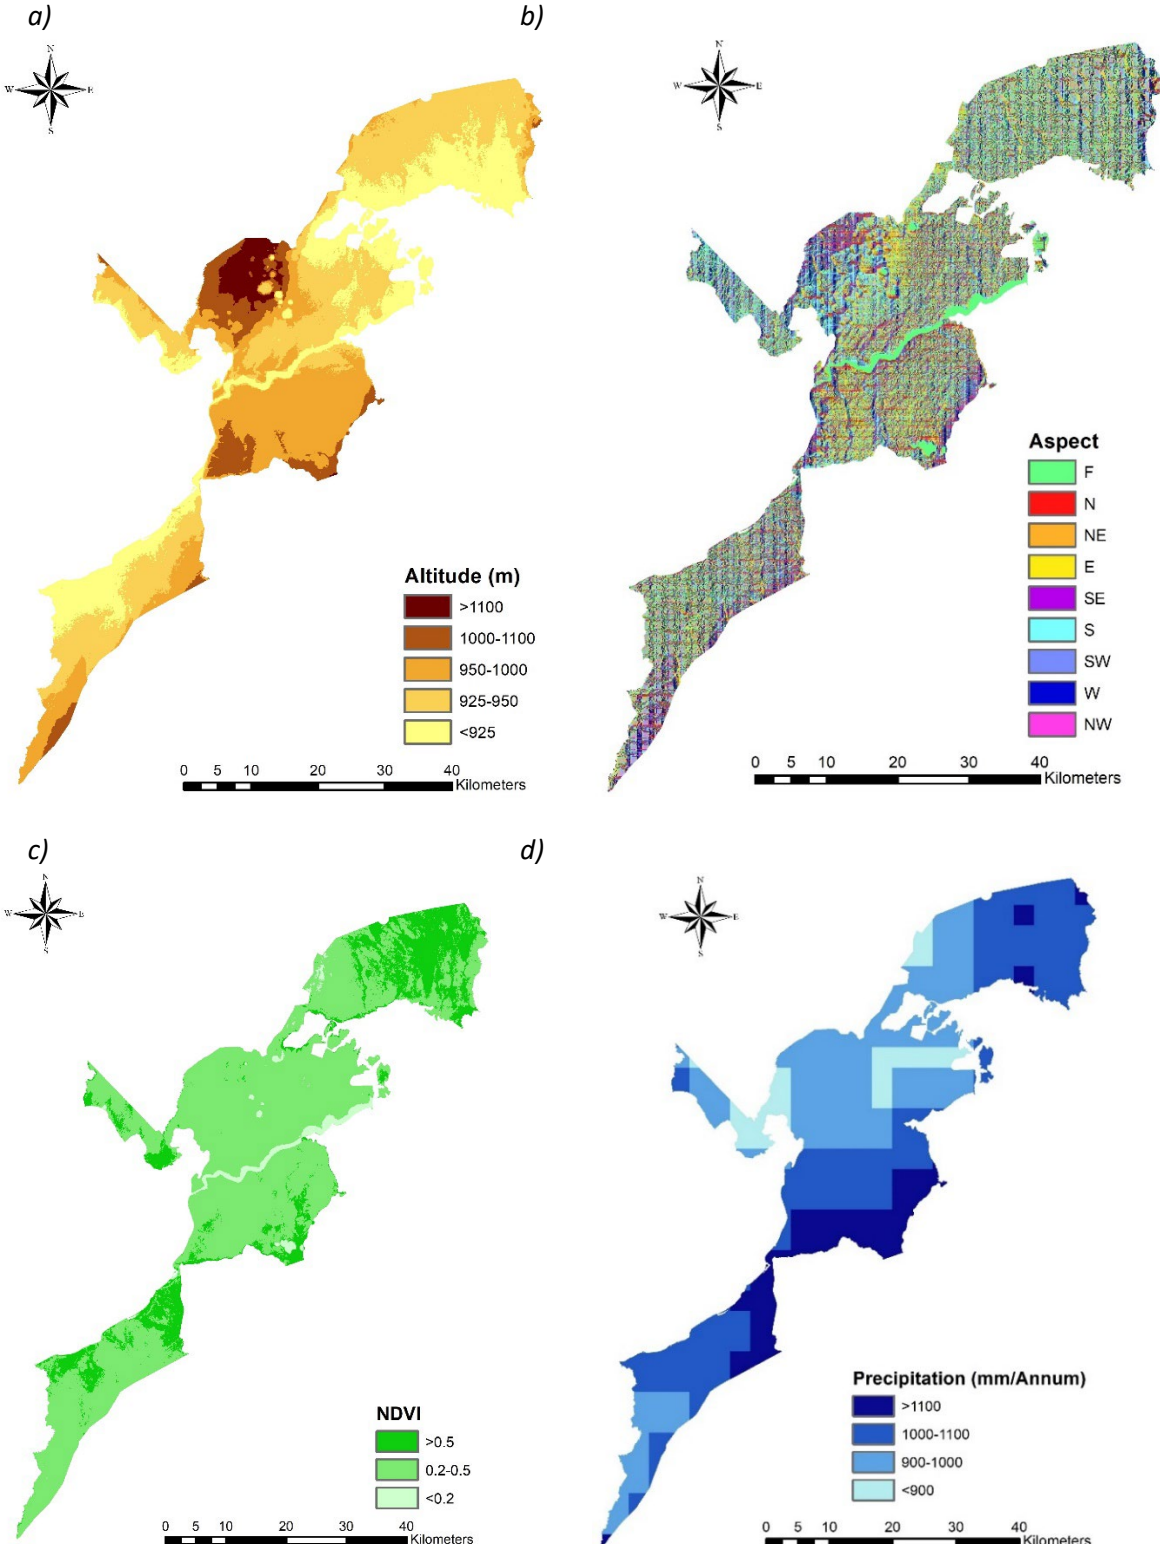 a)
b)
N
W E
S
N
W E
S
Altitude (m)
>1100
1000-1100
950-1000
925-950
<925
0 5 10 20 30 40
Kilometers
Aspect
F
N
NE
E
SE
S
SW
W
NW
0 5 10 20 30 40
Kilometers
c)
d)
N
W E
S
N
W E
S
NDVI
>0.5
0.2-0.5
<0.2
0 5 10 20 30 40
Kilometers
Precipitation (mm/Annum)
>1100
1000-1100
900-1000
<900
0 5 10 20 30 40
Kilometers